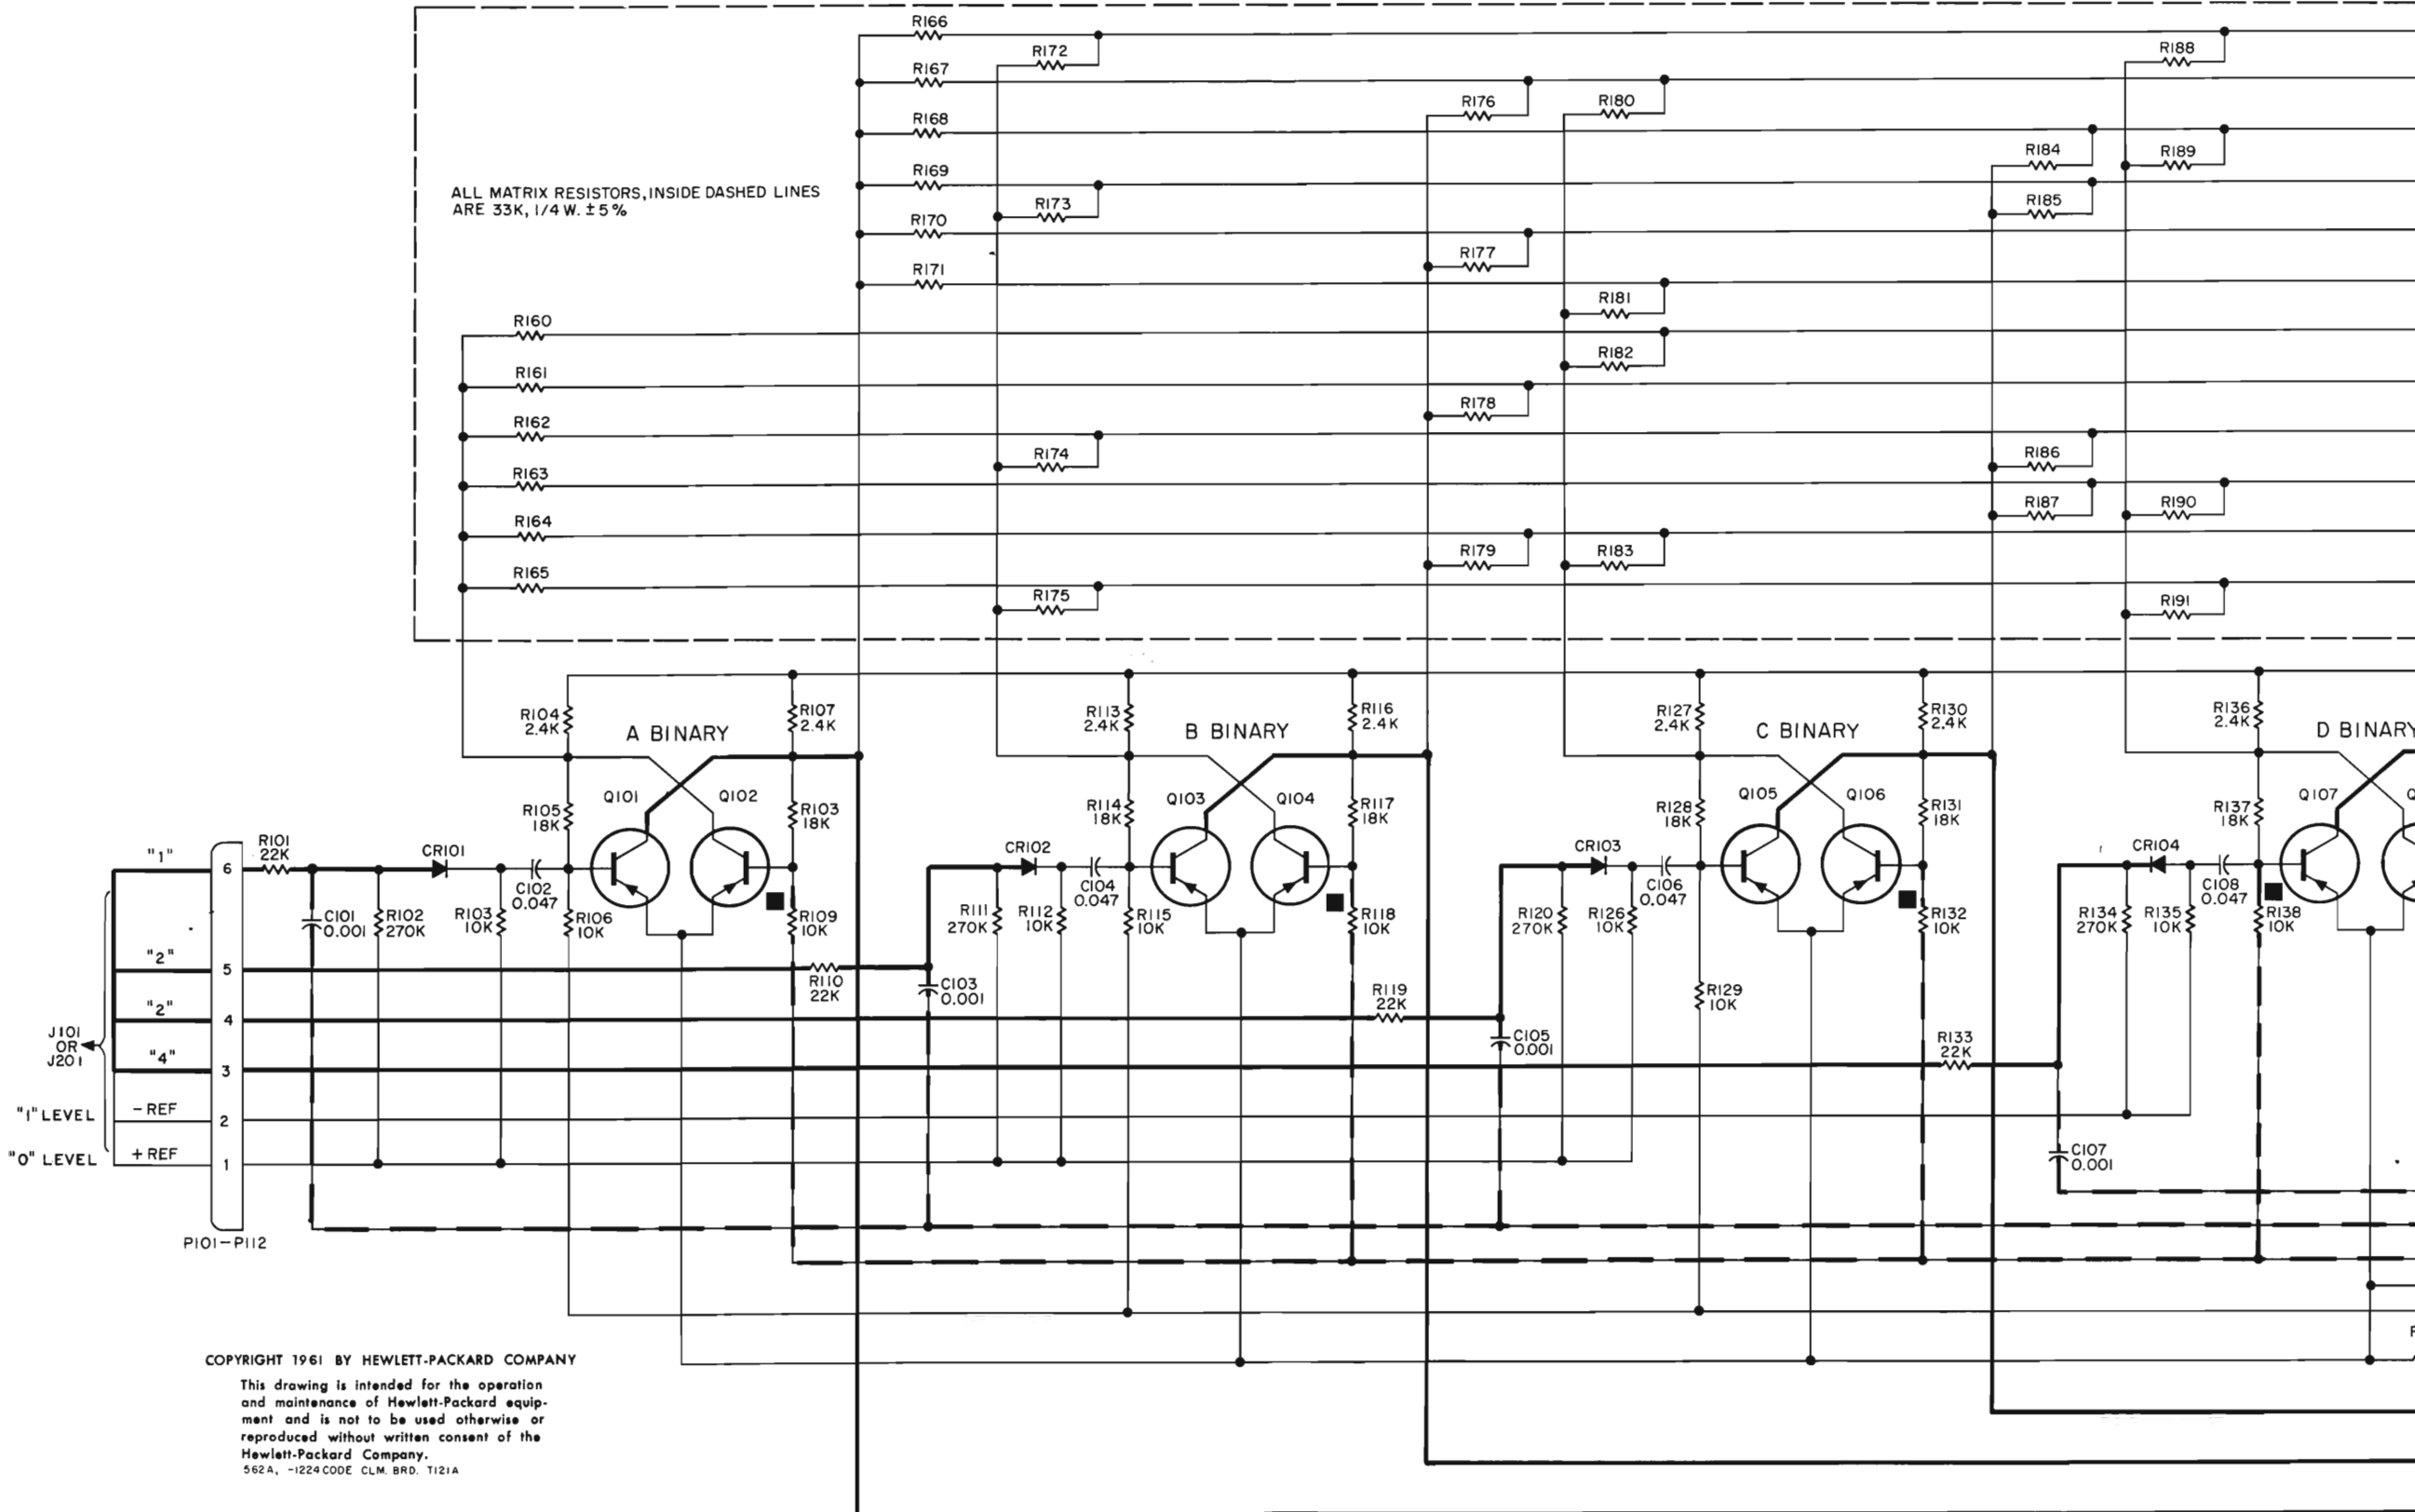 R166
R172
R188
R167
R176
R180
R168
R184
R189
R169
ALL MATRIX RESISTORS, INSIDE DASHED LINES
ARE 33K, 1/4 W. ±5%
R173
R185
R170
R177
R171
R181
R160
R182
R161
R178
R162
R174
R186
R163
R187
R190
R164
R179
R183
R165
R175
R191
R104
2.4K
A BINARY
R107
2.4K
R113
2.4K
B BINARY
R116
2.4K
R127
2.4K
C BINARY
R130
2.4K
R136
2.4K
D BINARY
R105
18K
Q101
Q102
R103
18K
R114
18K
Q103
Q104
R117
18K
R128
18K
Q105
Q106
R131
18K
R137
18K
Q107
"1"
6
R101
22K
CR101
C102
0.047
CR102
C104
0.047
CR103
C106
0.047
CR104
C108
0.047
C101
0.001
R102
270K
R103
10K
R106
10K
R109
10K
R111
270K
R112
10K
R115
10K
R118
10K
R120
270K
R126
10K
R132
10K
R134
270K
R135
10K
R138
10K
"2"
5
R110
22K
C103
0.001
R119
22K
R129
10K
"2"
4
J101
OR
J201
C105
0.001
"4"
3
R133
22K
"1" LEVEL
− REF
2
"0" LEVEL
+ REF
1
C107
0.001
P101−P112
COPYRIGHT 1961 BY HEWLETT-PACKARD COMPANY
This drawing is intended for the operation
and maintenance of Hewlett-Packard equip-
ment and is not to be used otherwise or
reproduced without written consent of the
Hewlett-Packard Company.
562A, -1224 CODE CLM. BRD. T121A